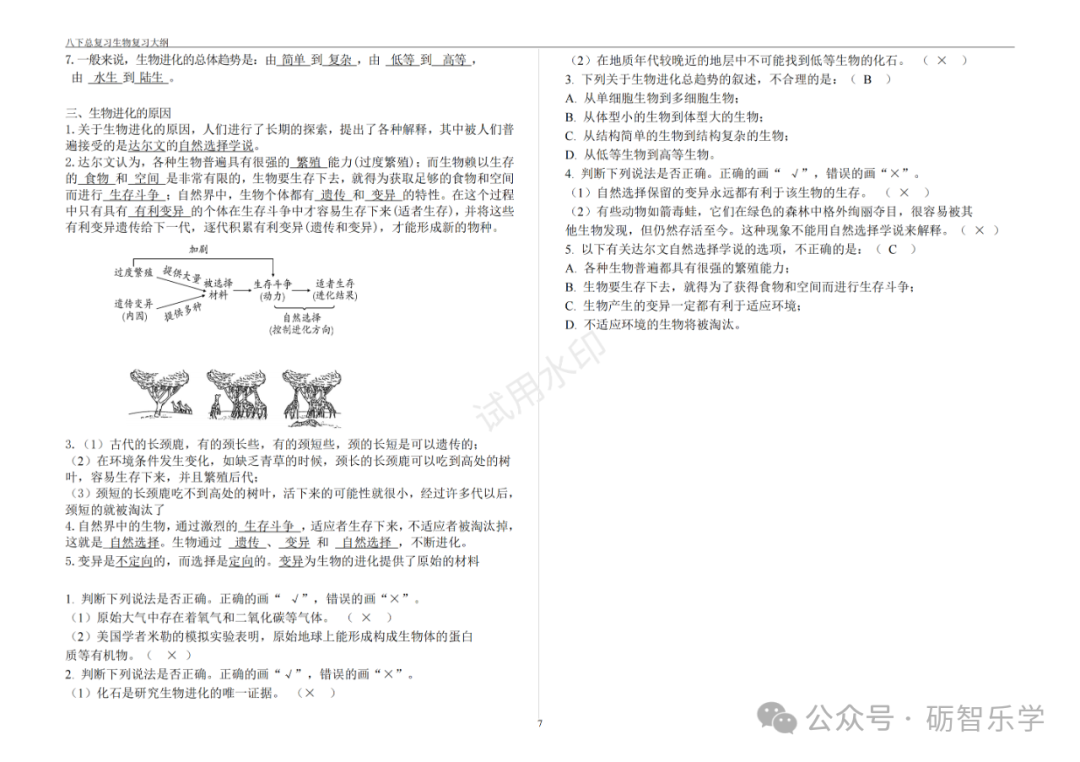 八下总复习生物复习大纲
7. 一般来说，生物进化的总体趋势是：由 简单 到 复杂 ，由 低等 到 高等 ，
由 水生 到 陆生 。
三、生物进化的原因
1. 关于生物进化的原因，人们进行了长期的探索，提出了各种解释，其中被人们普
遍接受的是达尔文的自然选择学说。
2. 达尔文认为，各种生物普遍具有很强的 繁殖 能力(过度繁殖)；而生物赖以生存
的 食物 和 空间 是非常有限的，生物要生存下去，就得为获取足够的食物和空间
而进行 生存斗争 ；自然界中，生物个体都有 遗传 和 变异 的特性。在这个过程
中只有具有 有利变异 的个体在生存斗争中才容易生存下来(适者生存)，并将这些
有利变异遗传给下一代，逐代积累有利变异(遗传和变异)，才能形成新的物种。
加剧
过度繁殖 提供大量 被选择材料 生存斗争(动力) 适者生存(进化结果)
遗传变异(内因) 提供多种 自然选择(控制进化方向)
3.（1）古代的长颈鹿，有的颈长些，有的颈短些，颈的长短是可以遗传的；
（2）在环境条件发生变化，如缺乏青草的时候，颈长的长颈鹿可以吃到高处的树
叶，容易生存下来，并且繁殖后代；
（3）颈短的长颈鹿吃不到高处的树叶，活下来的可能性就很小，经过许多代以后，
颈短的就被淘汰了
4. 自然界中的生物，通过激烈的 生存斗争 ，适应者生存下来，不适应者被淘汰掉，
这就是 自然选择。生物通过 遗传 、 变异 和 自然选择 ，不断进化。
5. 变异是不定向的，而选择是定向的。变异为生物的进化提供了原始的材料
1. 判断下列说法是否正确。正确的画“ √”，错误的画“×”。
（1）原始大气中存在着氧气和二氧化碳等气体。（ × ）
（2）美国学者米勒的模拟实验表明，原始地球上能形成构成生物体的蛋白
质等有机物。（ × ）
2. 判断下列说法是否正确。正确的画“√”，错误的画“×”。
（1）化石是研究生物进化的唯一证据。（× ）
（2）在地质年代较晚近的地层中不可能找到低等生物的化石。（ × ）
3. 下列关于生物进化总趋势的叙述，不合理的是：（ B ）
A. 从单细胞生物到多细胞生物；
B. 从体型小的生物到体型大的生物；
C. 从结构简单的生物到结构复杂的生物；
D. 从低等生物到高等生物。
4. 判断下列说法是否正确。正确的画“ √”，错误的画“×”。
（1）自然选择保留的变异永远都有利于该生物的生存。（ × ）
（2）有些动物如箭毒蛙，它们在绿色的森林中格外绚丽夺目，很容易被其
他生物发现，但仍然存活至今。这种现象不能用自然选择学说来解释。（ × ）
5. 以下有关达尔文自然选择学说的选项，不正确的是：（ C ）
A. 各种生物普遍都具有很强的繁殖能力；
B. 生物要生存下去，就得为了获得食物和空间而进行生存斗争；
C. 生物产生的变异一定都有利于适应环境；
D. 不适应环境的生物将被淘汰。
试用水印
7
公众号 · 砺智乐学